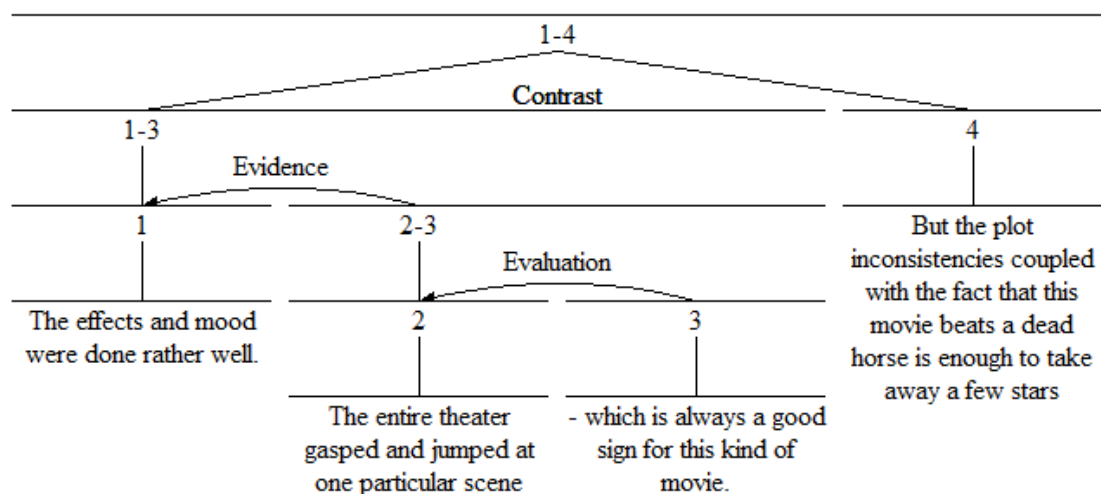 1-4
Contrast
1-3
4
Evidence
1
2-3
But the plot
inconsistencies coupled
with the fact that this
movie beats a dead
horse is enough to take
away a few stars
Evaluation
The effects and mood
were done rather well.
2
3
The entire theater
gasped and jumped at
one particular scene
- which is always a good
sign for this kind of
movie.